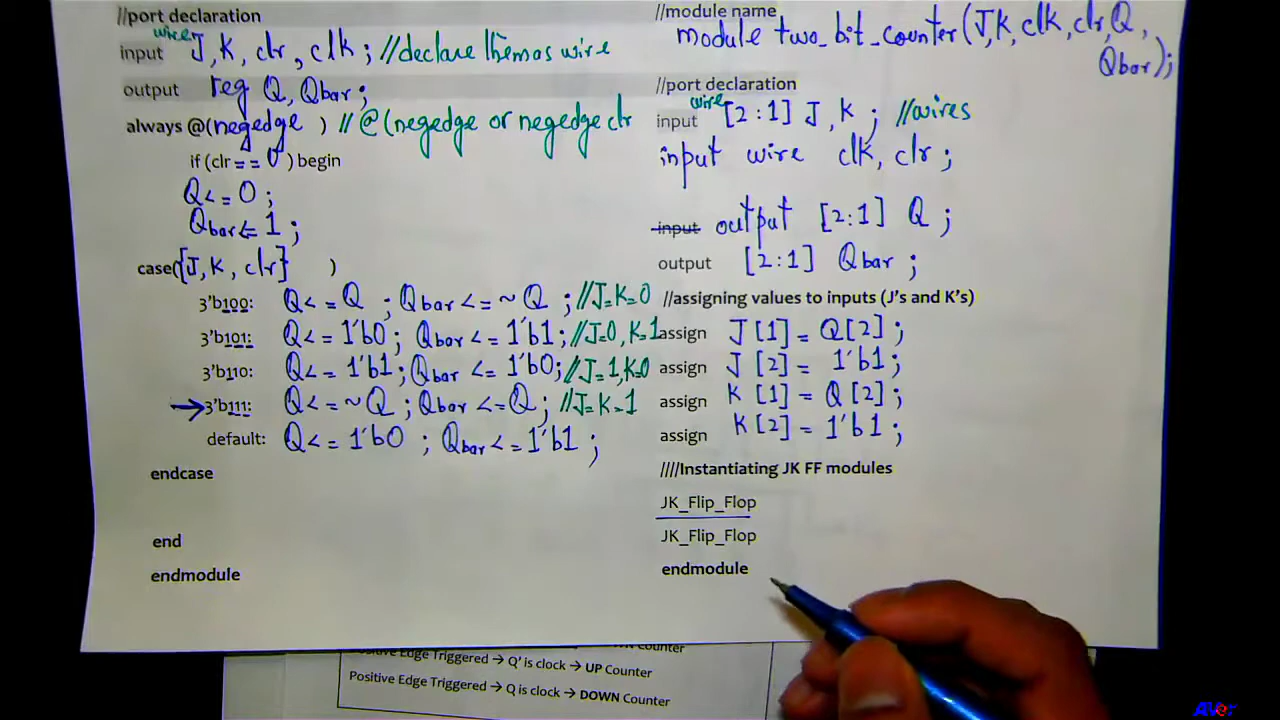 //port declaration
wire
input J, K, clr, clk ; //declare them as wire
output reg Q, Qbar ;
always @(negedge ) // @(negedge or negedge clr
if (clr == 0 ) begin
Q <= 0 ;
Qbar <= 1 ;
case({J, K, clr} )
3'b100: Q <= Q ; Qbar <= ~ Q ; //J=K=0
3'b101: Q <= 1'b0 ; Qbar <= 1'b1 ; //J=0, K=1
3'b110: Q <= 1'b1 ; Qbar <= 1'b0 ; //J=1, K=0
3'b111: Q <= ~ Q ; Qbar <= Q ; //J=K=1
default: Q <= 1'b0 ; Qbar <= 1'b1 ;
endcase
end
endmodule
//module name
module two_bit_counter(J, K, clk, clr, Q ,
Qbar);
//port declaration
wire
input [2:1] J, K ; //wires
input wire clk, clr ;
input output [2:1] Q ;
output [2:1] Qbar ;
//assigning values to inputs (J's and K's)
assign J [1] = Q [2] ;
assign J [2] = 1'b1 ;
assign K [1] = Q [2] ;
assign K [2] = 1'b1 ;
////Instantiating JK FF modules
JK_Flip_Flop
JK_Flip_Flop
endmodule
Counter
Edge Triggered → Q' is clock → UP Counter
Positive Edge Triggered → Q is clock → DOWN Counter
AVer